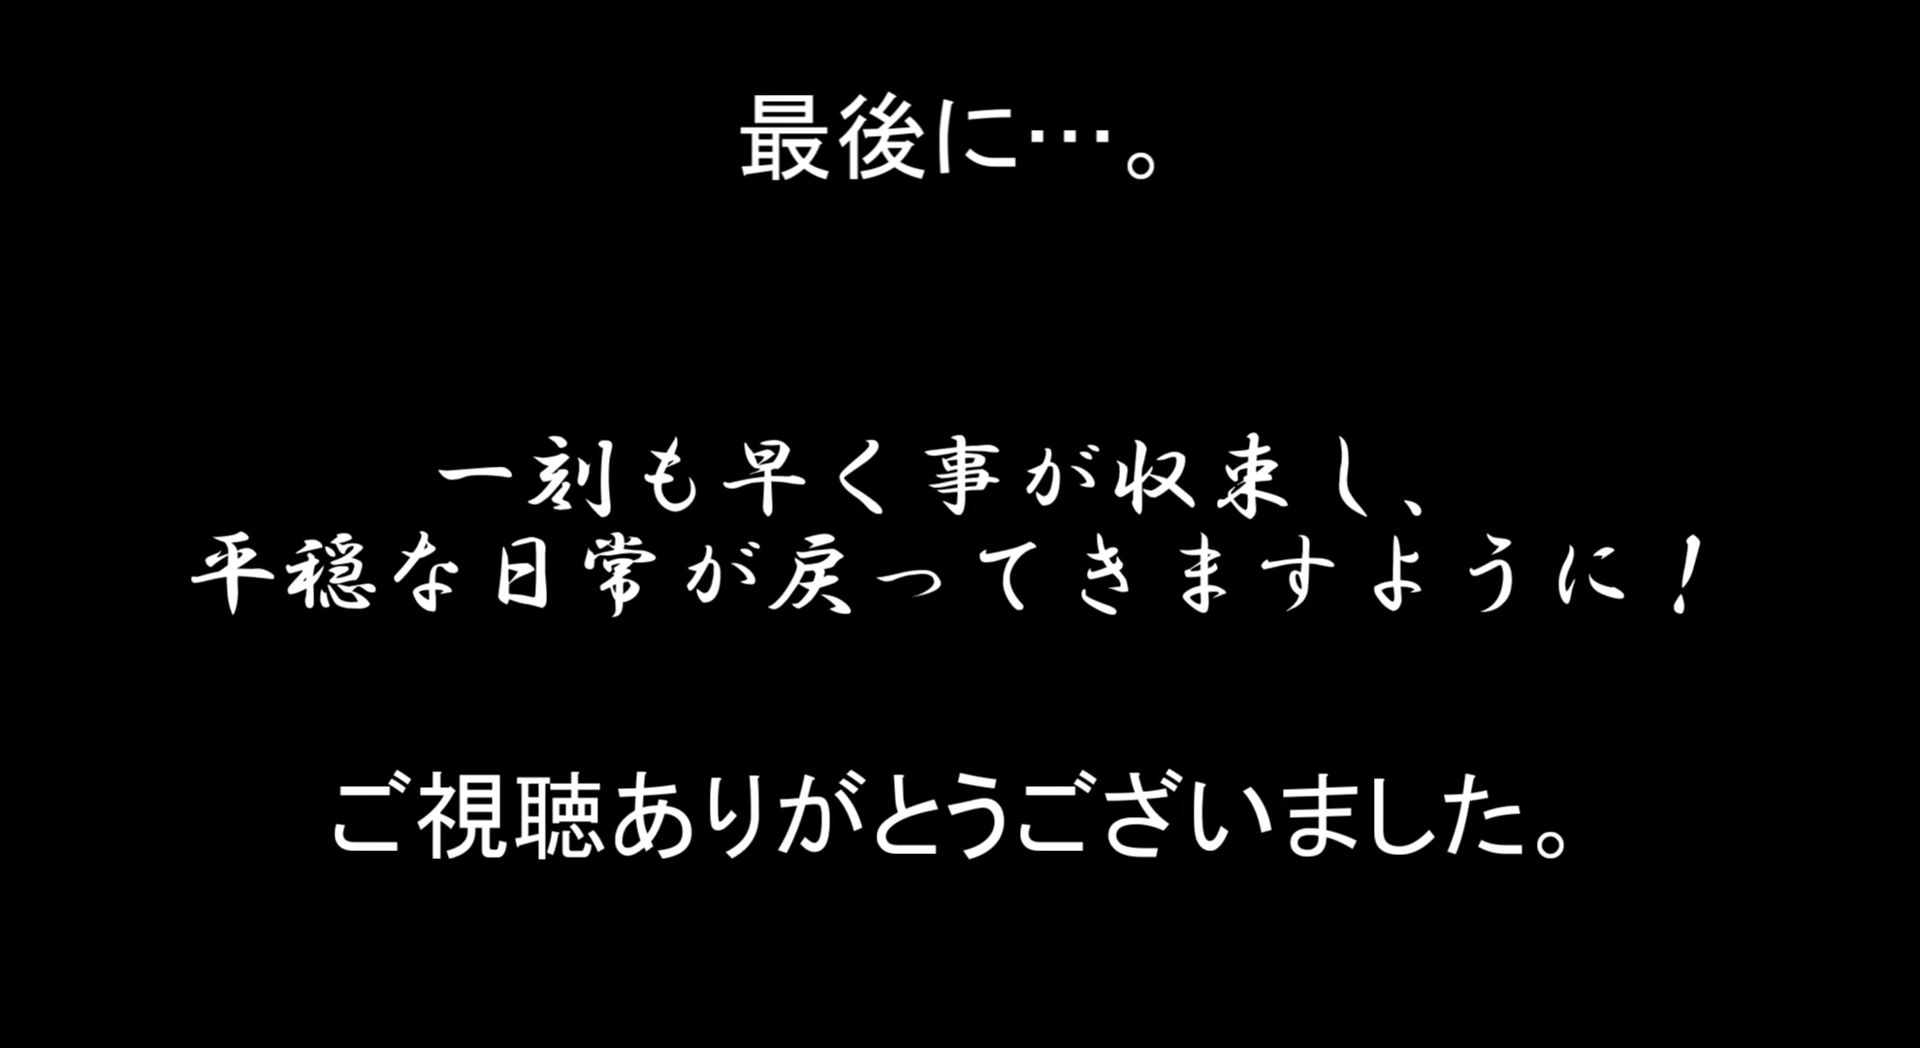 最後に…。
一刻も早く事が収束し、
平穏な日常が戻ってきますように！
ご視聴ありがとうございました。